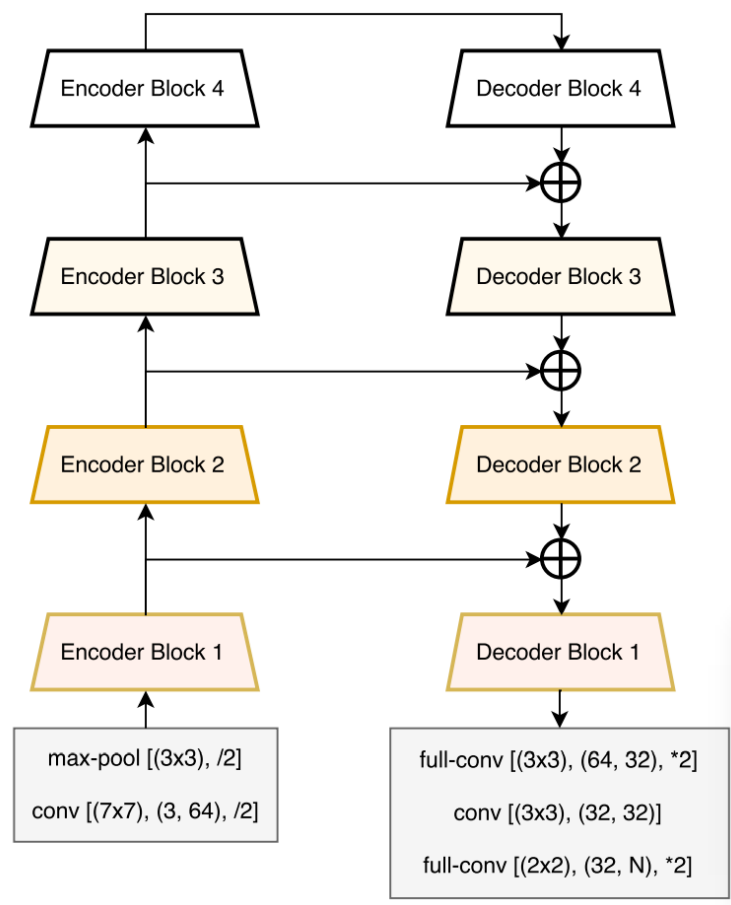 Encoder Block 4
Decoder Block 4
Encoder Block 3
Decoder Block 3
Encoder Block 2
Decoder Block 2
Encoder Block 1
Decoder Block 1
max-pool [(3x3), /2]
conv [(7x7), (3, 64), /2]
full-conv [(3x3), (64, 32), *2]
conv [(3x3), (32, 32)]
full-conv [(2x2), (32, N), *2]